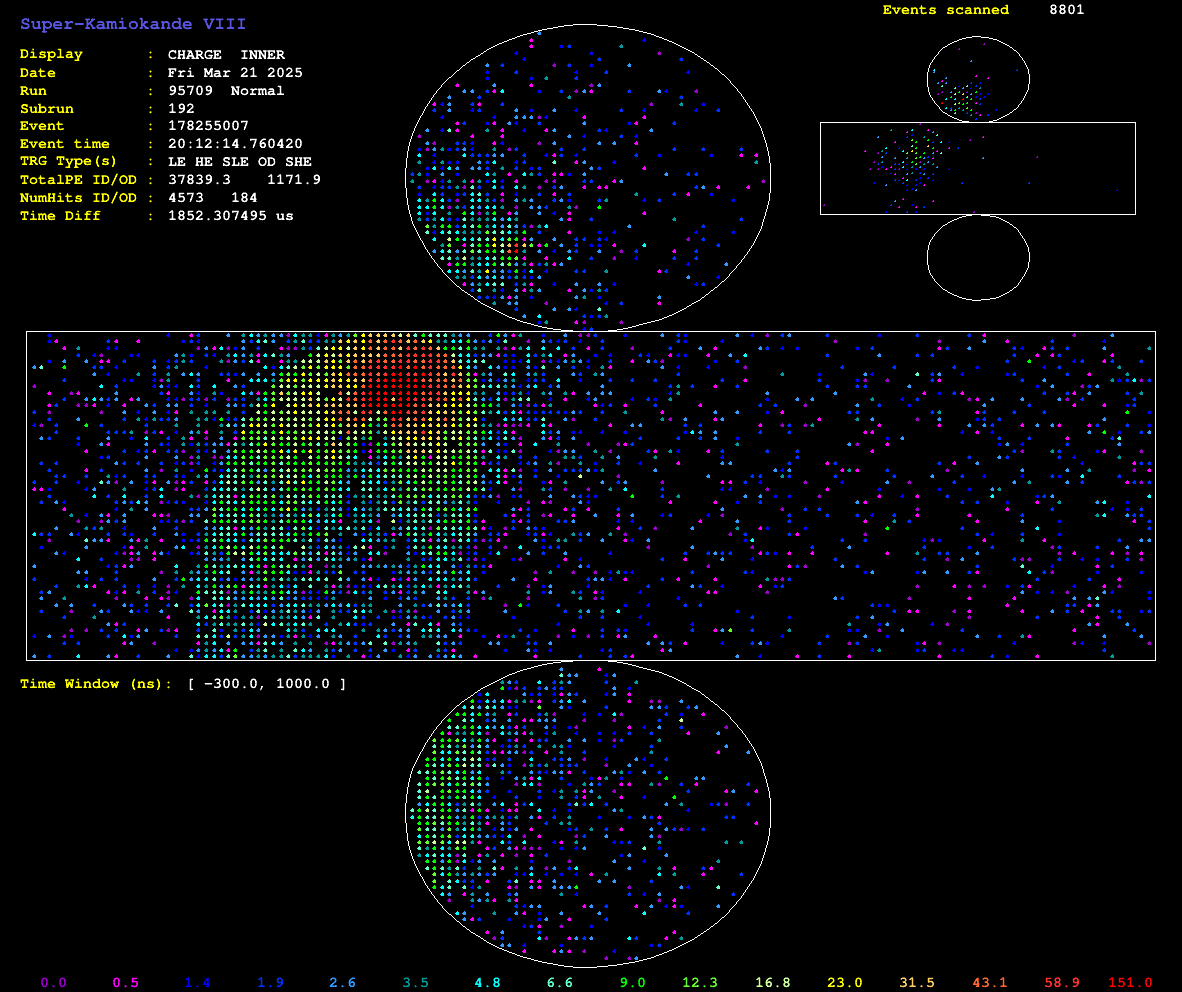 Super-Kamiokande VIII
Events scanned 8801
Display : CHARGE INNER
Date : Fri Mar 21 2025
Run : 95709 Normal
Subrun : 192
Event : 178255007
Event time : 20:12:14.760420
TRG Type(s) : LE HE SLE OD SHE
TotalPE ID/OD : 37839.3 1171.9
NumHits ID/OD : 4573 184
Time Diff : 1852.307495 us
Time Window (ns): [ -300.0, 1000.0 ]
0.0 0.5 1.4 1.9 2.6 3.5 4.8 6.6 9.0 12.3 16.8 23.0 31.5 43.1 58.9 151.0